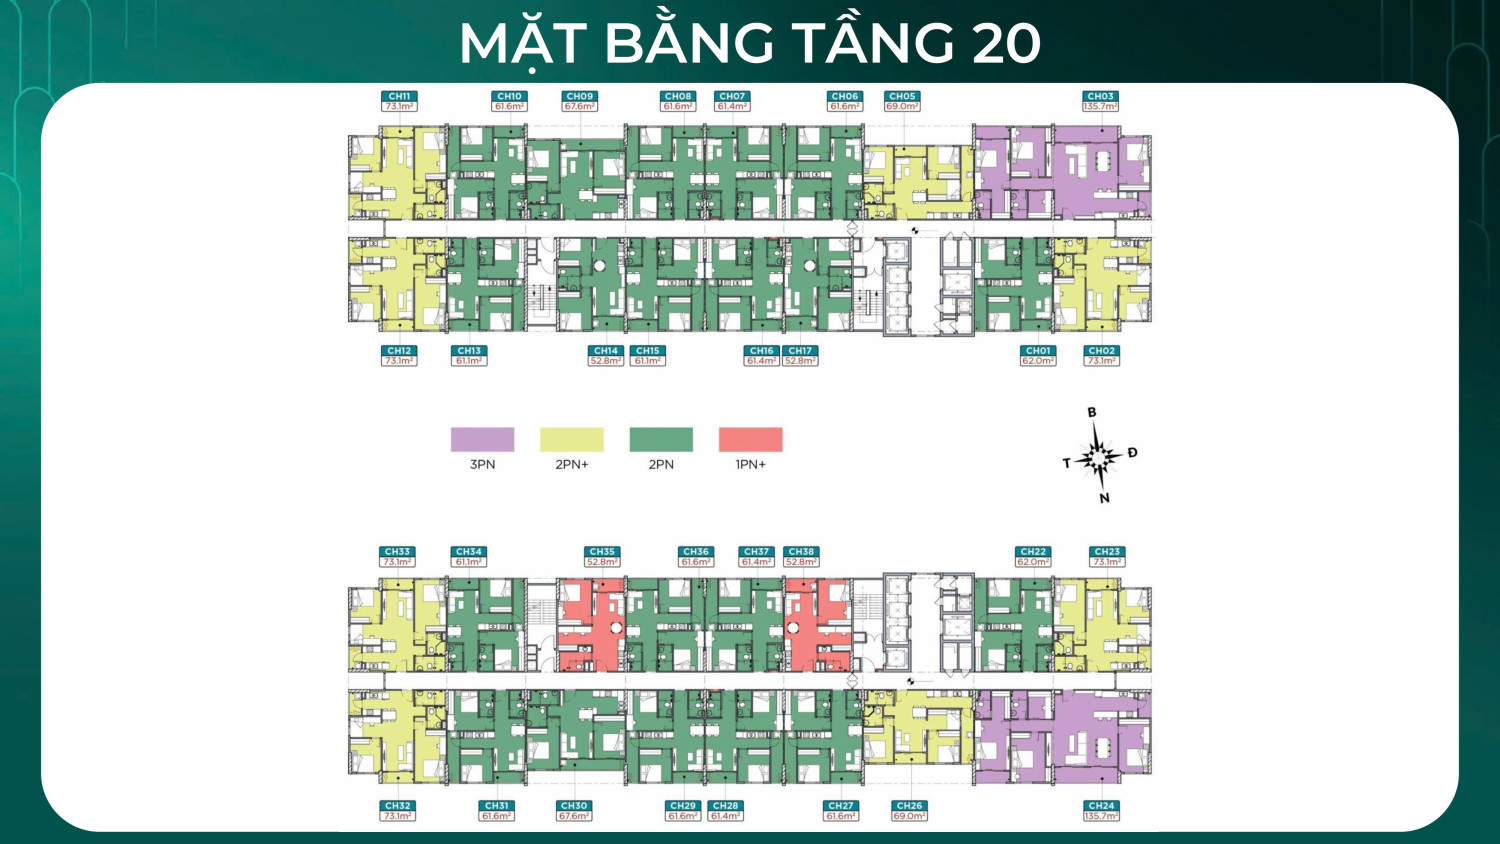 MẶT BẰNG TẦNG 20
CH11 CH10 CH09 CH08 CH07 CH06 CH05 CH03
73.1m² 61.6m² 67.6m² 61.6m² 61.4m² 61.6m² 69.0m² 135.7m²
CH12 CH13 CH14 CH15 CH16 CH17 CH01 CH02
73.1m² 61.1m² 52.8m² 61.1m² 61.4m² 52.8m² 62.0m² 73.1m²
3PN 2PN+ 2PN 1PN+
B
T Đ
N
CH33 CH34 CH35 CH36 CH37 CH38 CH22 CH23
73.1m² 61.1m² 52.8m² 61.6m² 61.4m² 52.8m² 62.0m² 73.1m²
CH32 CH31 CH30 CH29 CH28 CH27 CH26 CH24
73.1m² 61.6m² 67.6m² 61.6m² 61.4m² 61.6m² 69.0m² 135.7m²